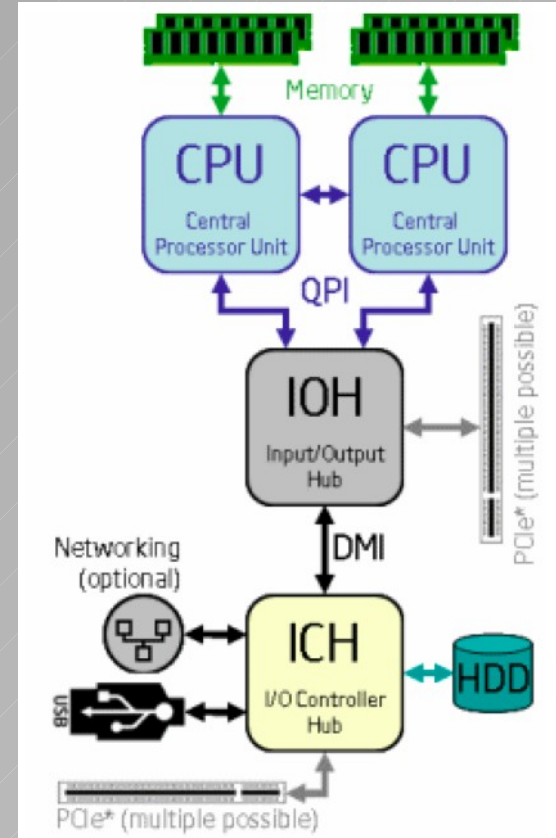 Memory
CPU
Central
Processor Unit
CPU
Central
Processor Unit
QPI
IOH
Input/Output
Hub
PCIe* (multiple possible)
DMI
Networking
(optional)
ICH
I/O Controller
Hub
HDD
USB
PCIe* (multiple possible)